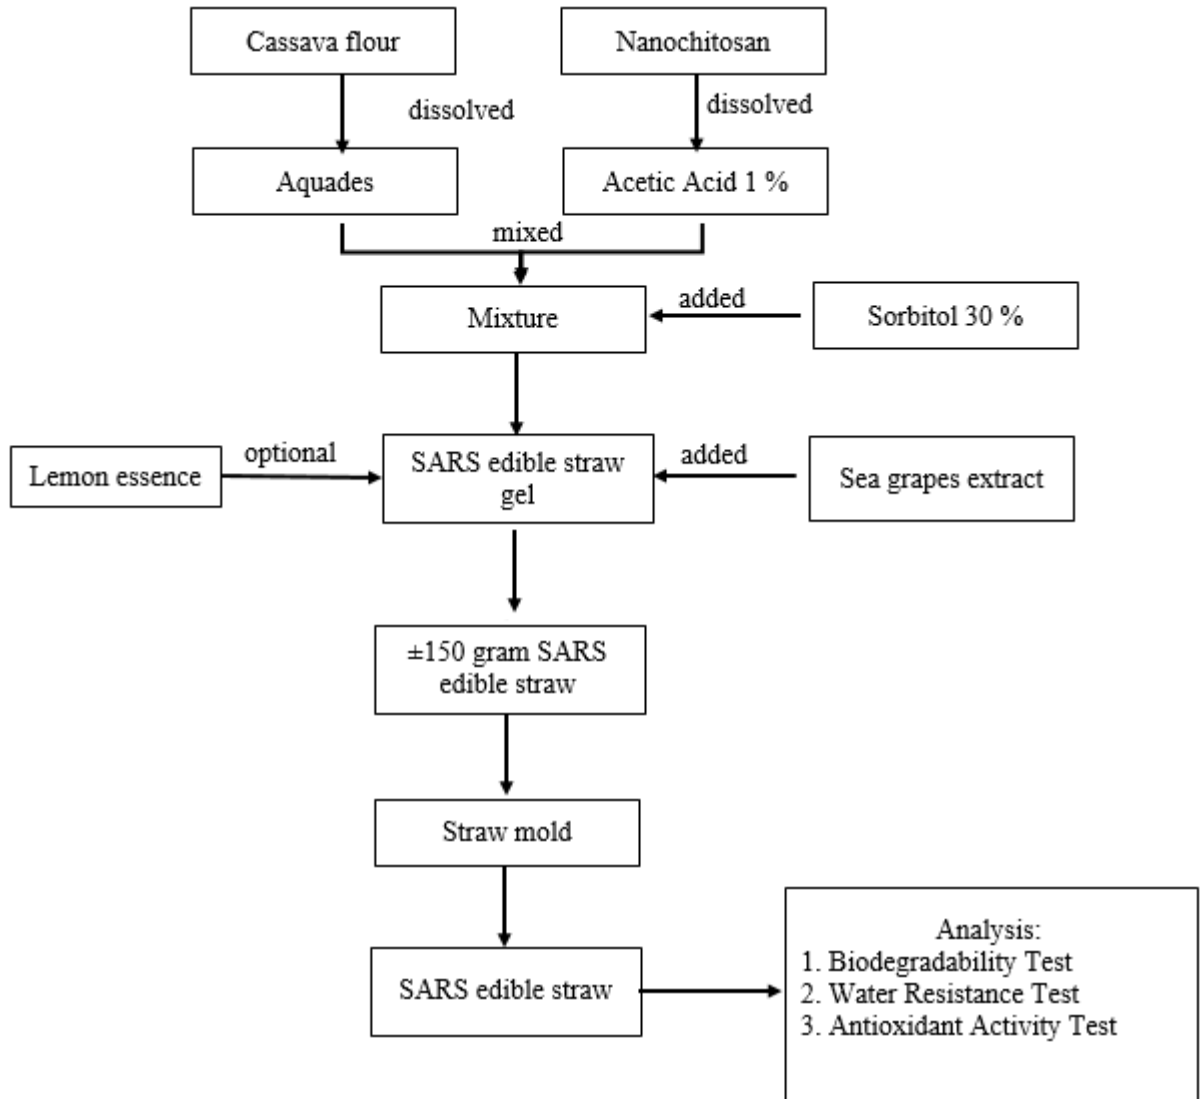 Cassava flour
Nanochitosan
dissolved
dissolved
Aquades
Acetic Acid 1 %
mixed
Mixture
added
Sorbitol 30 %
Lemon essence
optional
SARS edible straw
gel
added
Sea grapes extract
±150 gram SARS
edible straw
Straw mold
SARS edible straw
Analysis:
1. Biodegradability Test
2. Water Resistance Test
3. Antioxidant Activity Test